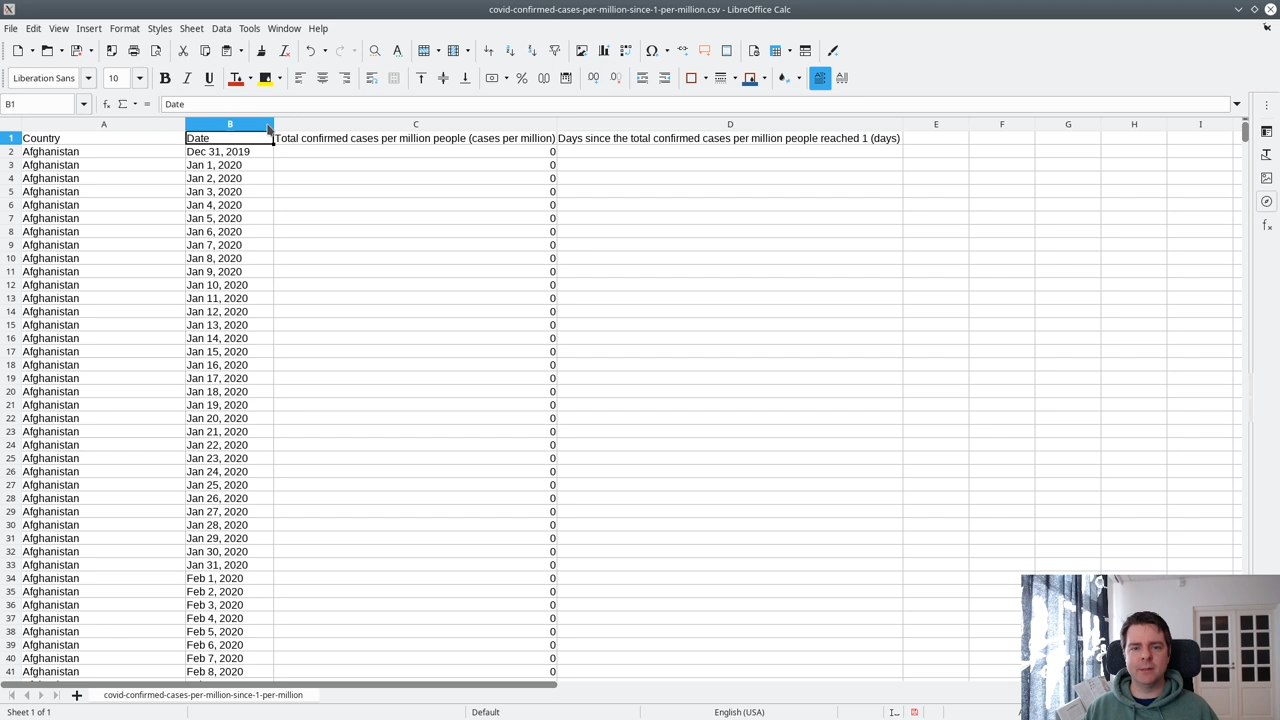 covid-confirmed-cases-per-million-since-1-per-million.csv - LibreOffice Calc
File Edit View Insert Format Styles Sheet Data Tools Window Help
Liberation Sans 10
B1 Date
A B C D E F G H I
1 Country Date Total confirmed cases per million people (cases per million) Days since the total confirmed cases per million people reached 1 (days)
2 Afghanistan Dec 31, 2019 0
3 Afghanistan Jan 1, 2020 0
4 Afghanistan Jan 2, 2020 0
5 Afghanistan Jan 3, 2020 0
6 Afghanistan Jan 4, 2020 0
7 Afghanistan Jan 5, 2020 0
8 Afghanistan Jan 6, 2020 0
9 Afghanistan Jan 7, 2020 0
10 Afghanistan Jan 8, 2020 0
11 Afghanistan Jan 9, 2020 0
12 Afghanistan Jan 10, 2020 0
13 Afghanistan Jan 11, 2020 0
14 Afghanistan Jan 12, 2020 0
15 Afghanistan Jan 13, 2020 0
16 Afghanistan Jan 14, 2020 0
17 Afghanistan Jan 15, 2020 0
18 Afghanistan Jan 16, 2020 0
19 Afghanistan Jan 17, 2020 0
20 Afghanistan Jan 18, 2020 0
21 Afghanistan Jan 19, 2020 0
22 Afghanistan Jan 20, 2020 0
23 Afghanistan Jan 21, 2020 0
24 Afghanistan Jan 22, 2020 0
25 Afghanistan Jan 23, 2020 0
26 Afghanistan Jan 24, 2020 0
27 Afghanistan Jan 25, 2020 0
28 Afghanistan Jan 26, 2020 0
29 Afghanistan Jan 27, 2020 0
30 Afghanistan Jan 28, 2020 0
31 Afghanistan Jan 29, 2020 0
32 Afghanistan Jan 30, 2020 0
33 Afghanistan Jan 31, 2020 0
34 Afghanistan Feb 1, 2020 0
35 Afghanistan Feb 2, 2020 0
36 Afghanistan Feb 3, 2020 0
37 Afghanistan Feb 4, 2020 0
38 Afghanistan Feb 5, 2020 0
39 Afghanistan Feb 6, 2020 0
40 Afghanistan Feb 7, 2020 0
41 Afghanistan Feb 8, 2020 0
covid-confirmed-cases-per-million-since-1-per-million
Sheet 1 of 1 Default English (USA)